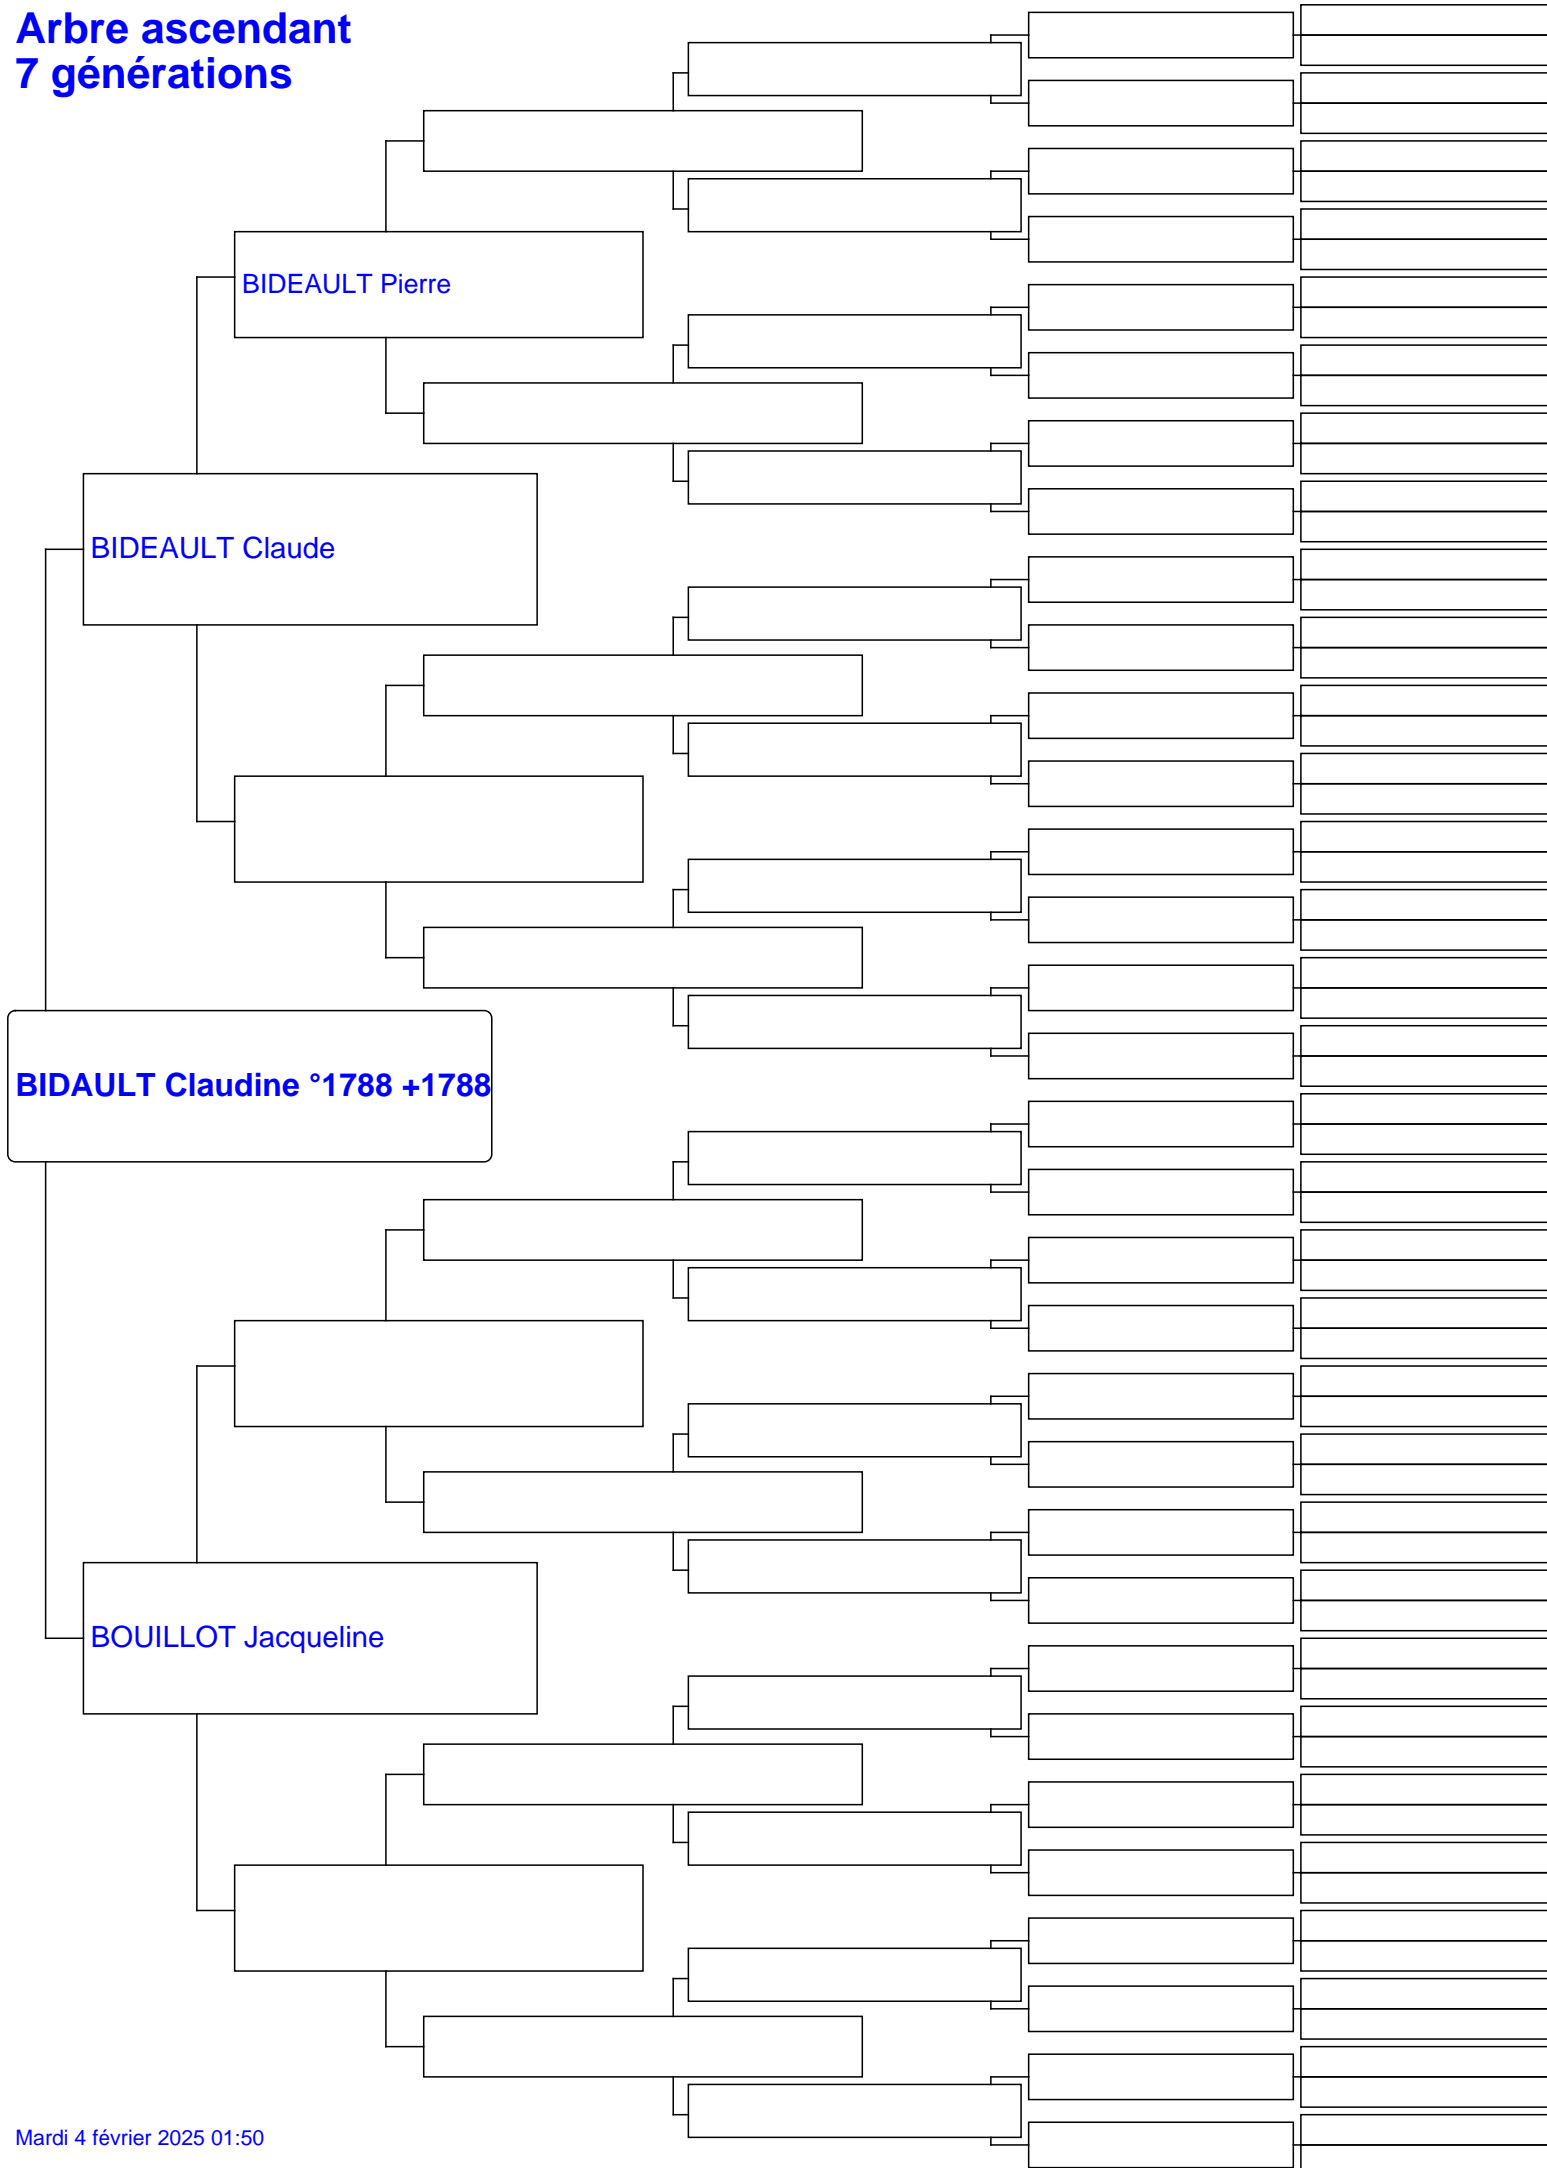 Arbre ascendant
7 générations
BIDEAULT Pierre
BIDEAULT Claude
BIDAULT Claudine °1788 +1788
BOUILLOT Jacqueline
Mardi 4 février 2025 01:50